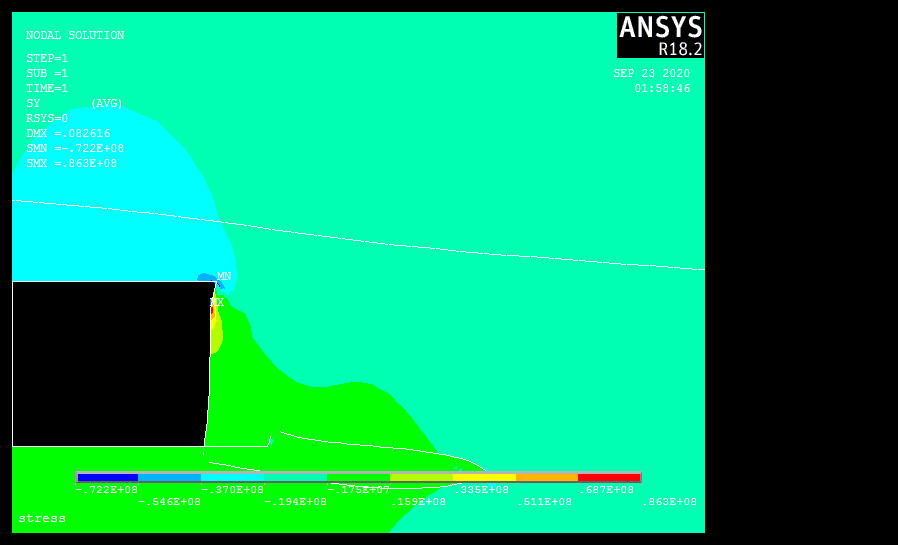 ANSYS
R18.2
NODAL SOLUTION
STEP=1
SUB =1
TIME=1
SY (AVG)
RSYS=0
DMX =.082616
SMN =-.722E+08
SMX =.863E+08
SEP 23 2020
01:58:46
MN
MX
-.722E+08 -.370E+08 -.175E+07 .335E+08 .687E+08
-.546E+08 -.194E+08 .159E+08 .511E+08 .863E+08
stress